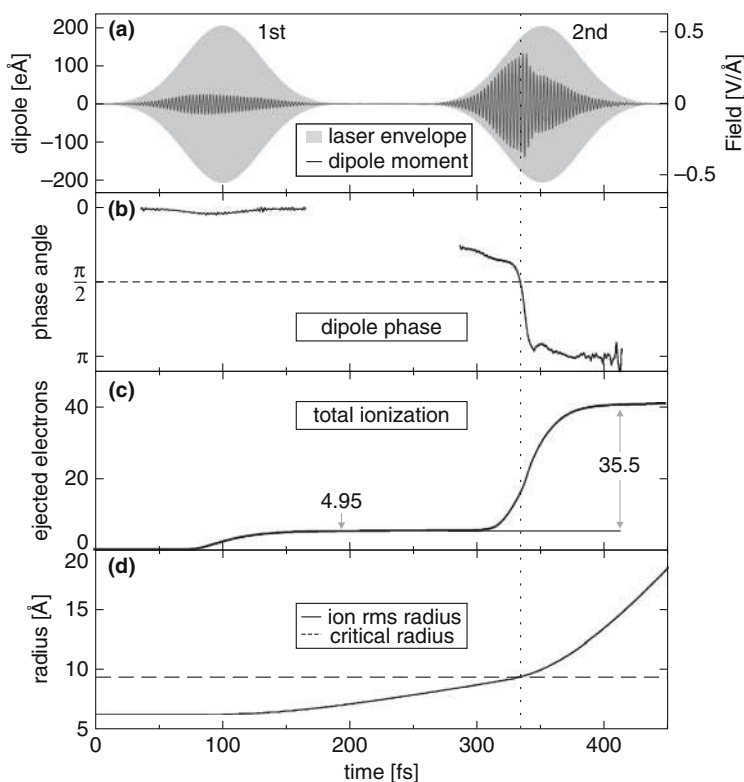 (a)
1st
2nd
dipole [eÅ]
200
100
0
−100
−200
Field [V/Å]
0.5
0
−0.5
laser envelope
dipole moment
(b)
phase angle
0
π/2
π
dipole phase
(c)
ejected electrons
40
20
0
total ionization
4.95
35.5
(d)
radius [Å]
20
15
10
5
ion rms radius
critical radius
0 100 200 300 400
time [fs]